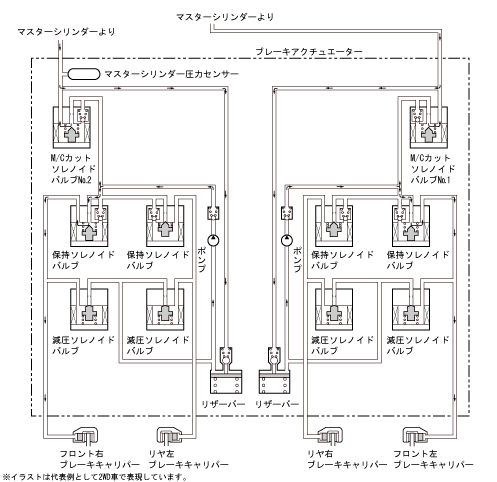 マスターシリンダーより
マスターシリンダーより
ブレーキアクチュエーター
マスターシリンダー圧力センサー
M/Cカット
ソレノイド
バルブNo.2
M/Cカット
ソレノイド
バルブNo.1
保持ソレノイド
バルブ
保持ソレノイド
バルブ
ポンプ
ポンプ
保持ソレノイド
バルブ
保持ソレノイド
バルブ
減圧ソレノイド
バルブ
減圧ソレノイド
バルブ
減圧ソレノイド
バルブ
減圧ソレノイド
バルブ
リザーバー
リザーバー
フロント右
ブレーキキャリパー
リヤ左
ブレーキキャリパー
リヤ右
ブレーキキャリパー
フロント左
ブレーキキャリパー
※イラストは代表例として2WD車で表現しています。